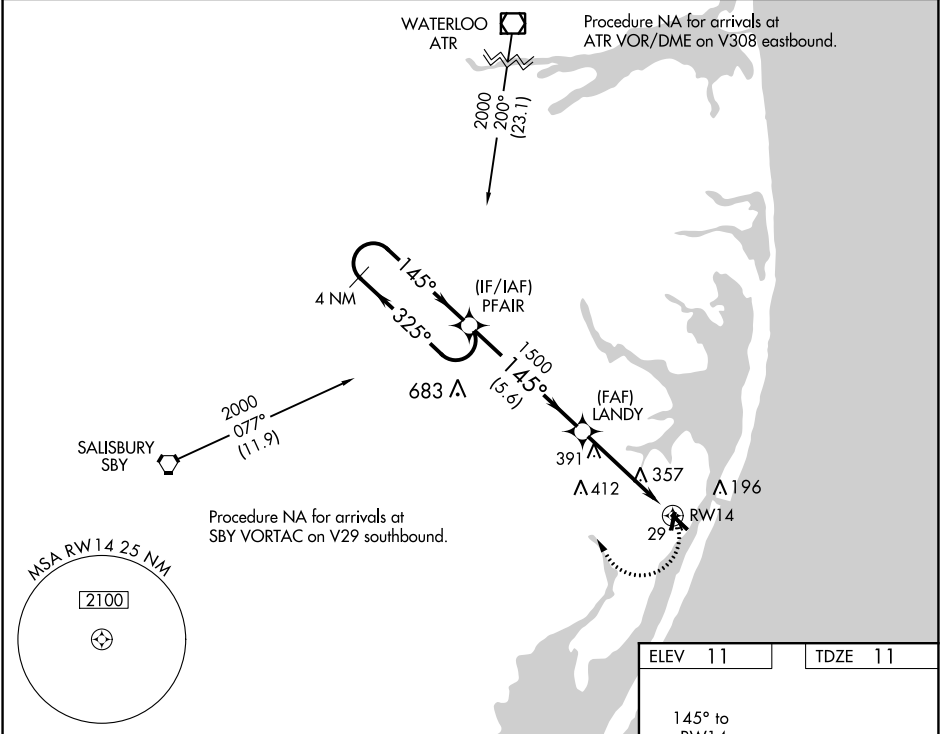 WATERLOO
ATR
Procedure NA for arrivals at
ATR VOR/DME on V308 eastbound.
2000
200°
(23.1)
145°
4 NM
325°
(IF/IAF)
PFAIR
1500
145°
(5.6)
683
(FAF)
LANDY
2000
077°
(11.9)
SALISBURY
SBY
391
357
412
196
RW14
29
Procedure NA for arrivals at
SBY VORTAC on V29 southbound.
MSA RW14 25 NM
2100
ELEV 11
TDZE 11
145° to
RW14